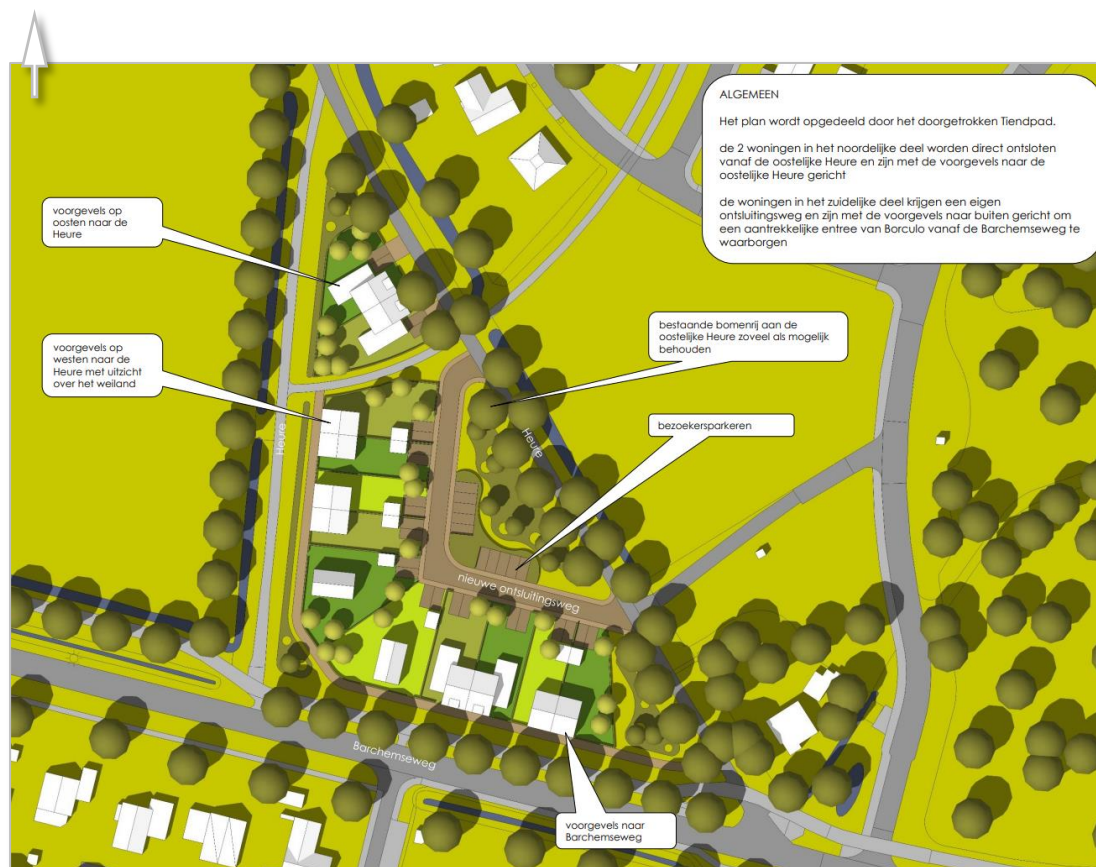 ALGEMEEN
Het plan wordt opgedeeld door het doorgetrokken Tiendpad.
de 2 woningen in het noordelijke deel worden direct ontsloten
vanaf de oostelijke Heure en zijn met de voorgevels naar de
oostelijke Heure gericht
de woningen in het zuidelijke deel krijgen een eigen
ontsluitingsweg en zijn met de voorgevels naar buiten gericht om
een aantrekkelijke entree van Borculo vanaf de Barchemseweg te
waarborgen
voorgevels op
oosten naar de
Heure
voorgevels op
westen naar de
Heure met uitzicht
over het weiland
bestaande bomenrij aan de
oostelijke Heure zoveel als mogelijk
behouden
bezoekersparkeren
Heure
Heure
nieuwe ontsluitingsweg
Barchemseweg
voorgevels naar
Barchemseweg